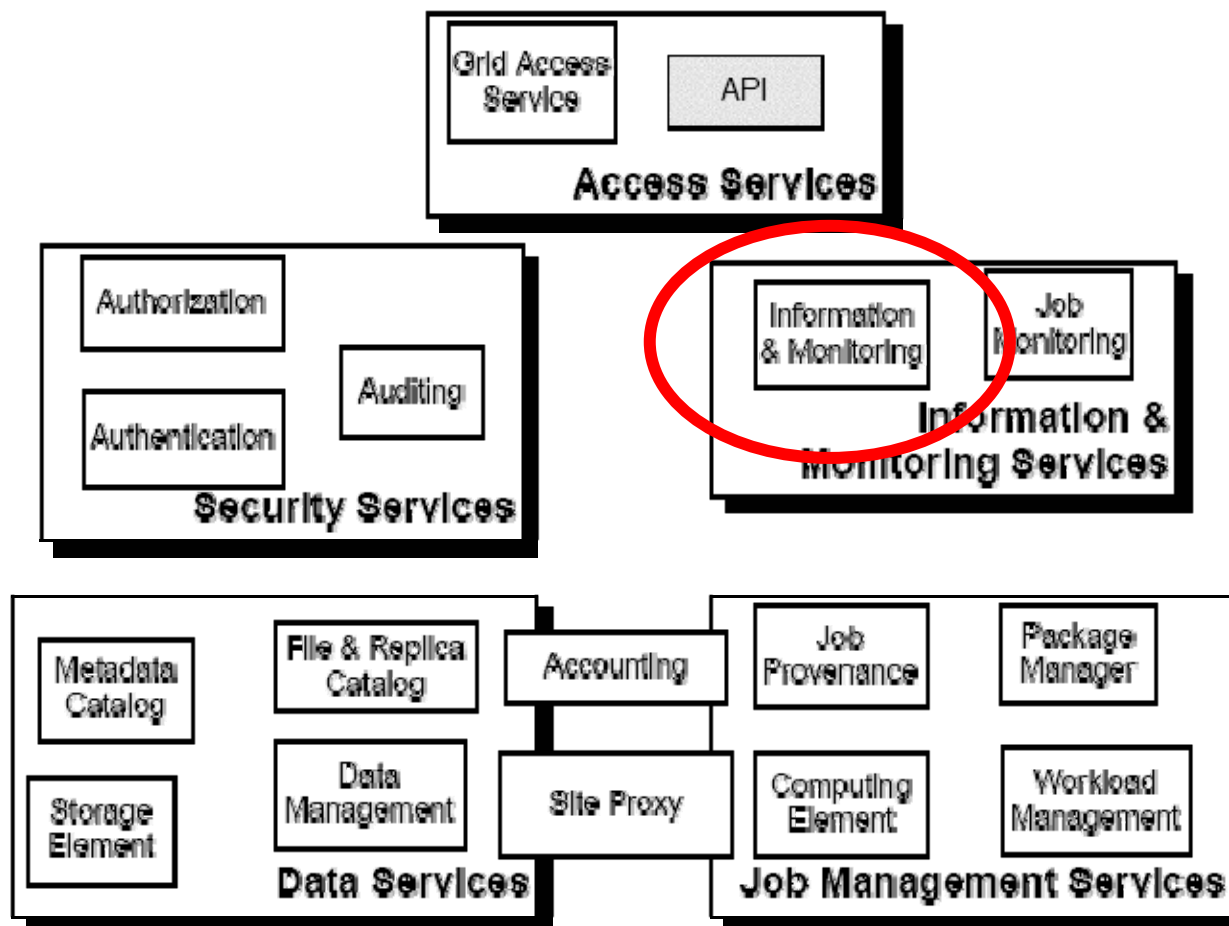 Grid Access
Service
API
Access Services
Authorization
Authentication
Auditing
Security Services
Information
& Monitoring
Job
Monitoring
Information &
Monitoring Services
Metadata
Catalog
File & Replica
Catalog
Storage
Element
Data
Management
Data Services
Accounting
Site Proxy
Job
Provenance
Package
Manager
Computing
Element
Workload
Management
Job Management Services